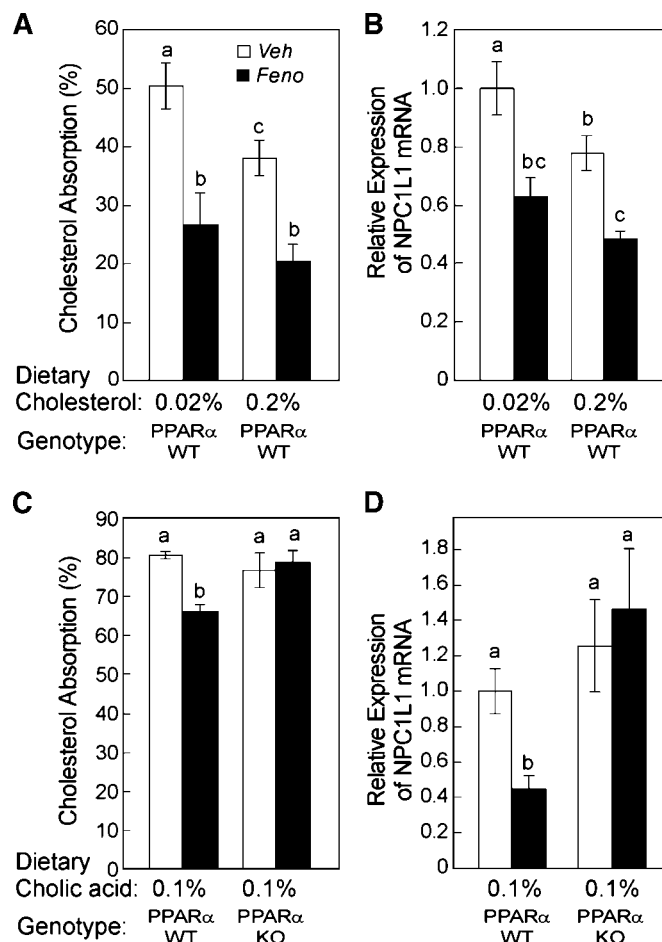 A
Cholesterol Absorption (%)
60
50
40
30
20
10
0
a
b
c
b
Veh
Feno
Dietary
Cholesterol: 0.02% 0.2%
Genotype: PPARα PPARα
WT WT
B
Relative Expression
of NPC1L1 mRNA
1.2
1.0
0.8
0.6
0.4
0.2
0
a
bc
b
c
0.02% 0.2%
PPARα PPARα
WT WT
C
Cholesterol Absorption (%)
90
80
70
60
50
40
30
20
10
0
a
b
a a
Dietary
Cholic acid: 0.1% 0.1%
Genotype: PPARα PPARα
WT KO
D
Relative Expression
of NPC1L1 mRNA
1.8
1.6
1.4
1.2
1.0
0.8
0.6
0.4
0.2
0
a
b
a
a
0.1% 0.1%
PPARα PPARα
WT KO